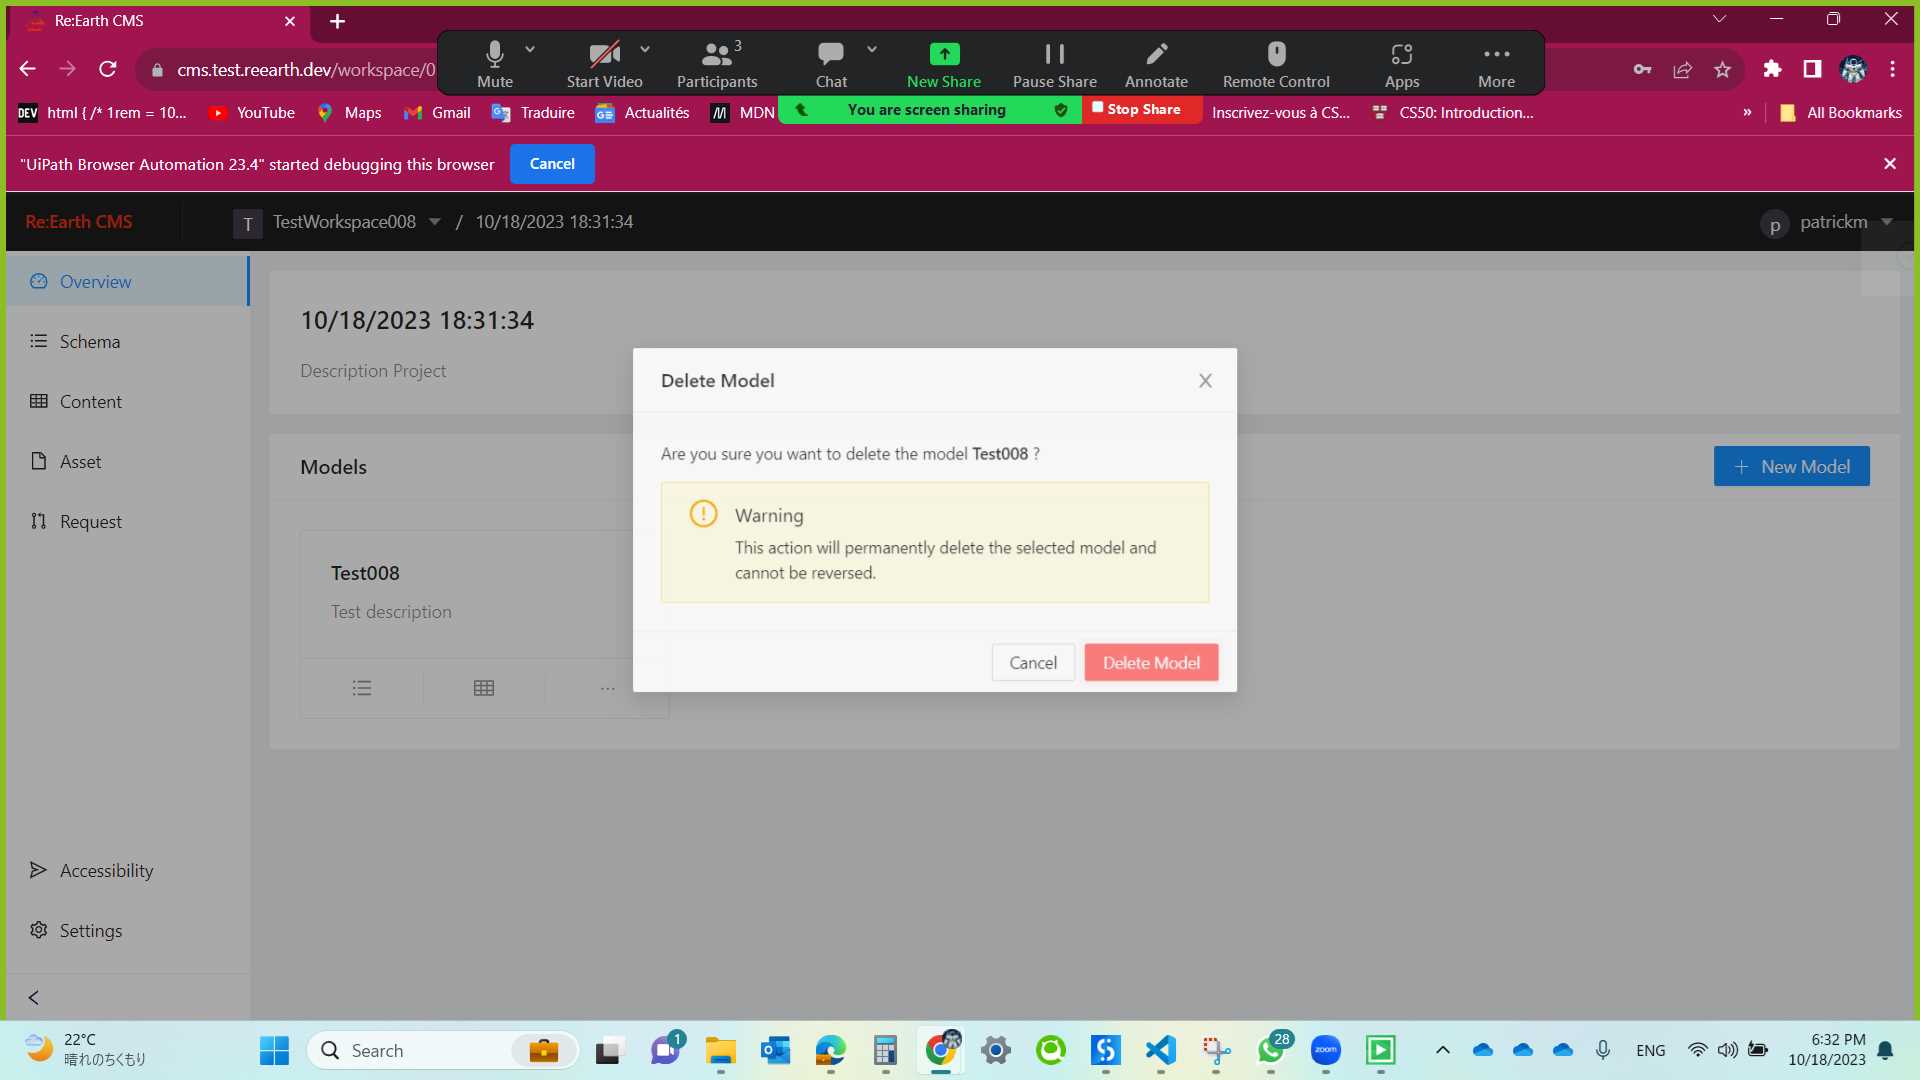 Re:Earth CMS
cms.test.reearth.dev/workspace/0
Mute
Start Video
3
Participants
Chat
New Share
Pause Share
Annotate
Remote Control
Apps
More
DEV html { /* 1rem = 10...
YouTube
Maps
Gmail
Traduire
Actualités
MDN
You are screen sharing
Stop Share
Inscrivez-vous à CS...
CS50: Introduction...
»
All Bookmarks
"UiPath Browser Automation 23.4" started debugging this browser
Cancel
Re:Earth CMS
T TestWorkspace008 / 10/18/2023 18:31:34
p patrickm
Overview
Schema
Content
Asset
Request
Accessibility
Settings
10/18/2023 18:31:34
Description Project
Models
New Model
Test008
Test description
Delete Model
Are you sure you want to delete the model Test008 ?
Warning
This action will permanently delete the selected model and
cannot be reversed.
Cancel
Delete Model
22°C
晴れのちくもり
Search
1
zoom
28
ENG
6:32 PM
10/18/2023